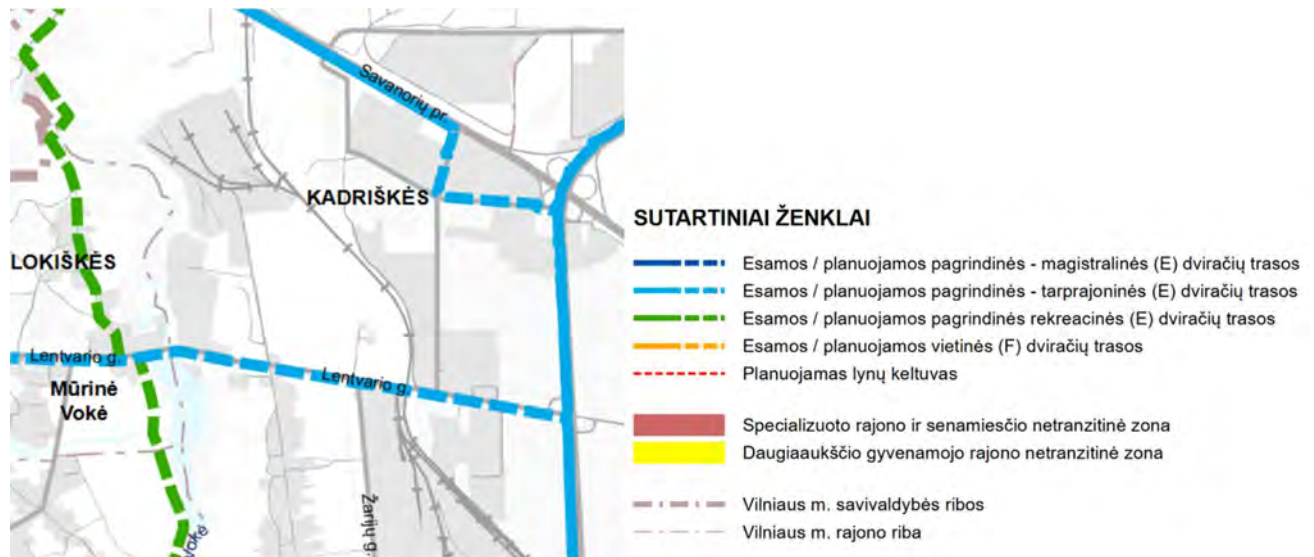 Savanorių pr.
KADRIŠKĖS
LOKIŠKĖS
Lentvario g.
Lentvario g.
Mūrinė
Vokė
Žarijų g.
Vokė
SUTARTINIAI ŽENKLAI
Esamos / planuojamos pagrindinės - magistralinės (E) dviračių trasos
Esamos / planuojamos pagrindinės - tarprajoninės (E) dviračių trasos
Esamos / planuojamos pagrindinės rekreacinės (E) dviračių trasos
Esamos / planuojamos vietinės (F) dviračių trasos
Planuojamas lynų keltuvas
Specializuoto rajono ir senamiesčio netranzitinė zona
Daugiaaukščio gyvenamojo rajono netranzitinė zona
Vilniaus m. savivaldybės ribos
Vilniaus m. rajono riba